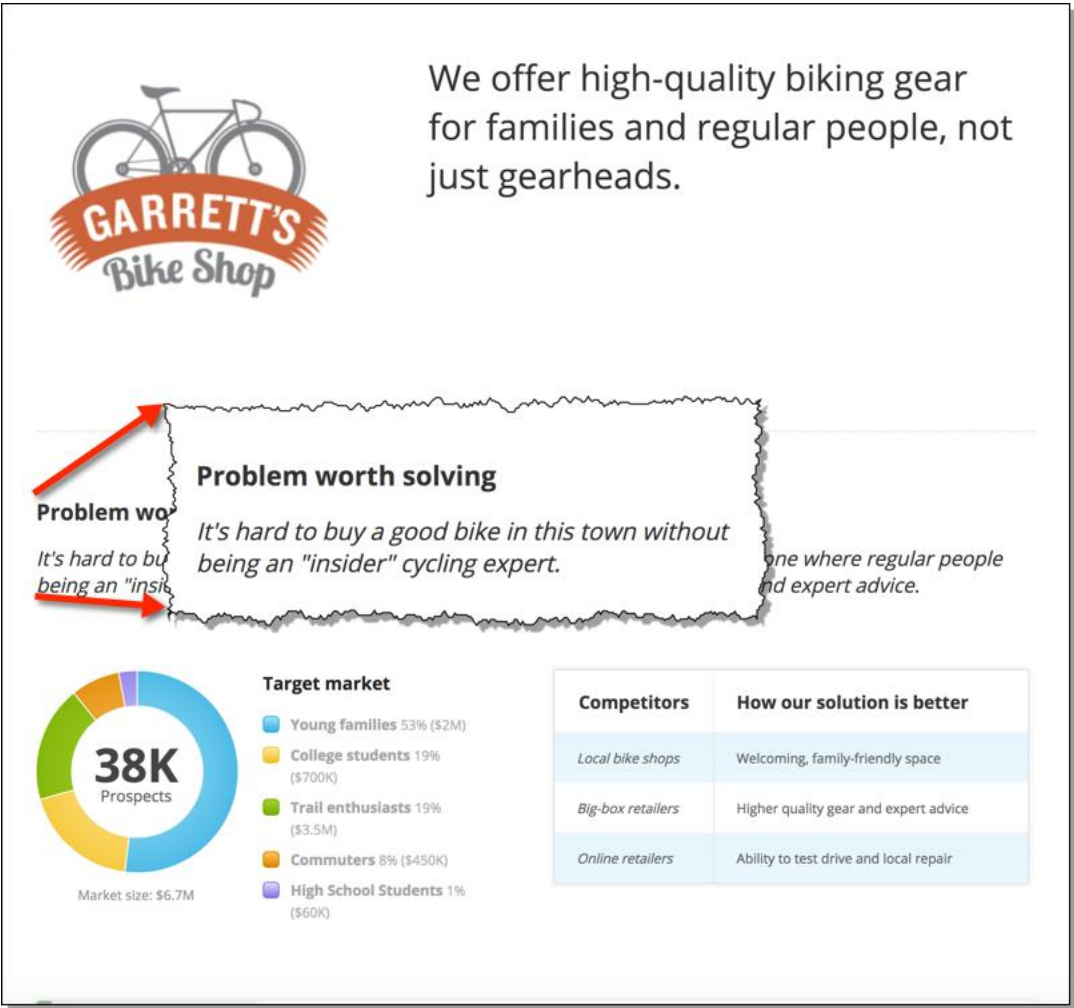 We offer high-quality biking gear
for families and regular people, not
just gearheads.
GARRETT'S
Bike Shop
Problem worth solving
It's hard to buy a good bike in this town without
being an "insider" cycling expert.
Problem
It's hard to
being an
one where regular people
expert advice.
38K
Prospects
Market size: $6.7M
Target market
Young families 53% ($2M)
College students 19%
($700K)
Trail enthusiasts 19%
($3.5M)
Commuters 8% ($450K)
High School Students 1%
($60K)
Competitors How our solution is better
Local bike shops Welcoming, family-friendly space
Big-box retailers Higher quality gear and expert advice
Online retailers Ability to test drive and local repair